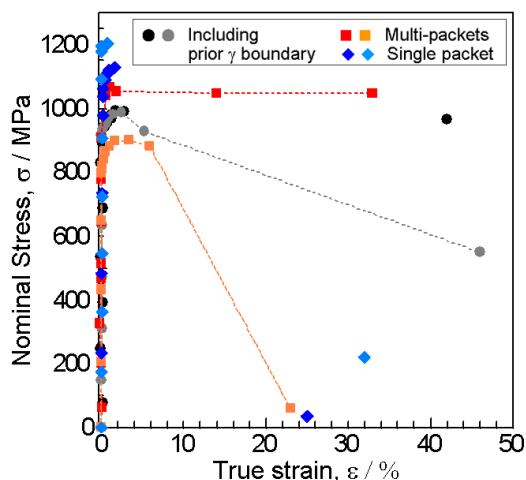 Including
prior γ boundary
Multi-packets
Single packet
Nominal Stress, σ / MPa
1200
1000
800
600
400
200
0
0 10 20 30 40 50
True strain, ε / %